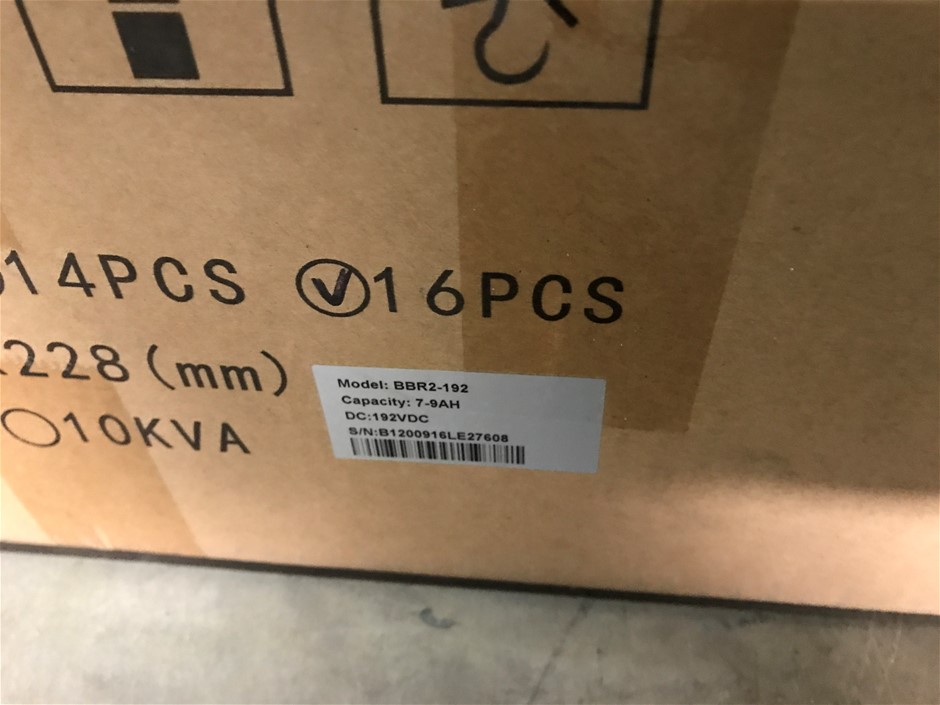 14PCS 16PCS
228(mm)
10KVA
Model: BBR2-192
Capacity: 7-9AH
DC:192VDC
S/N:B1200916LE27608